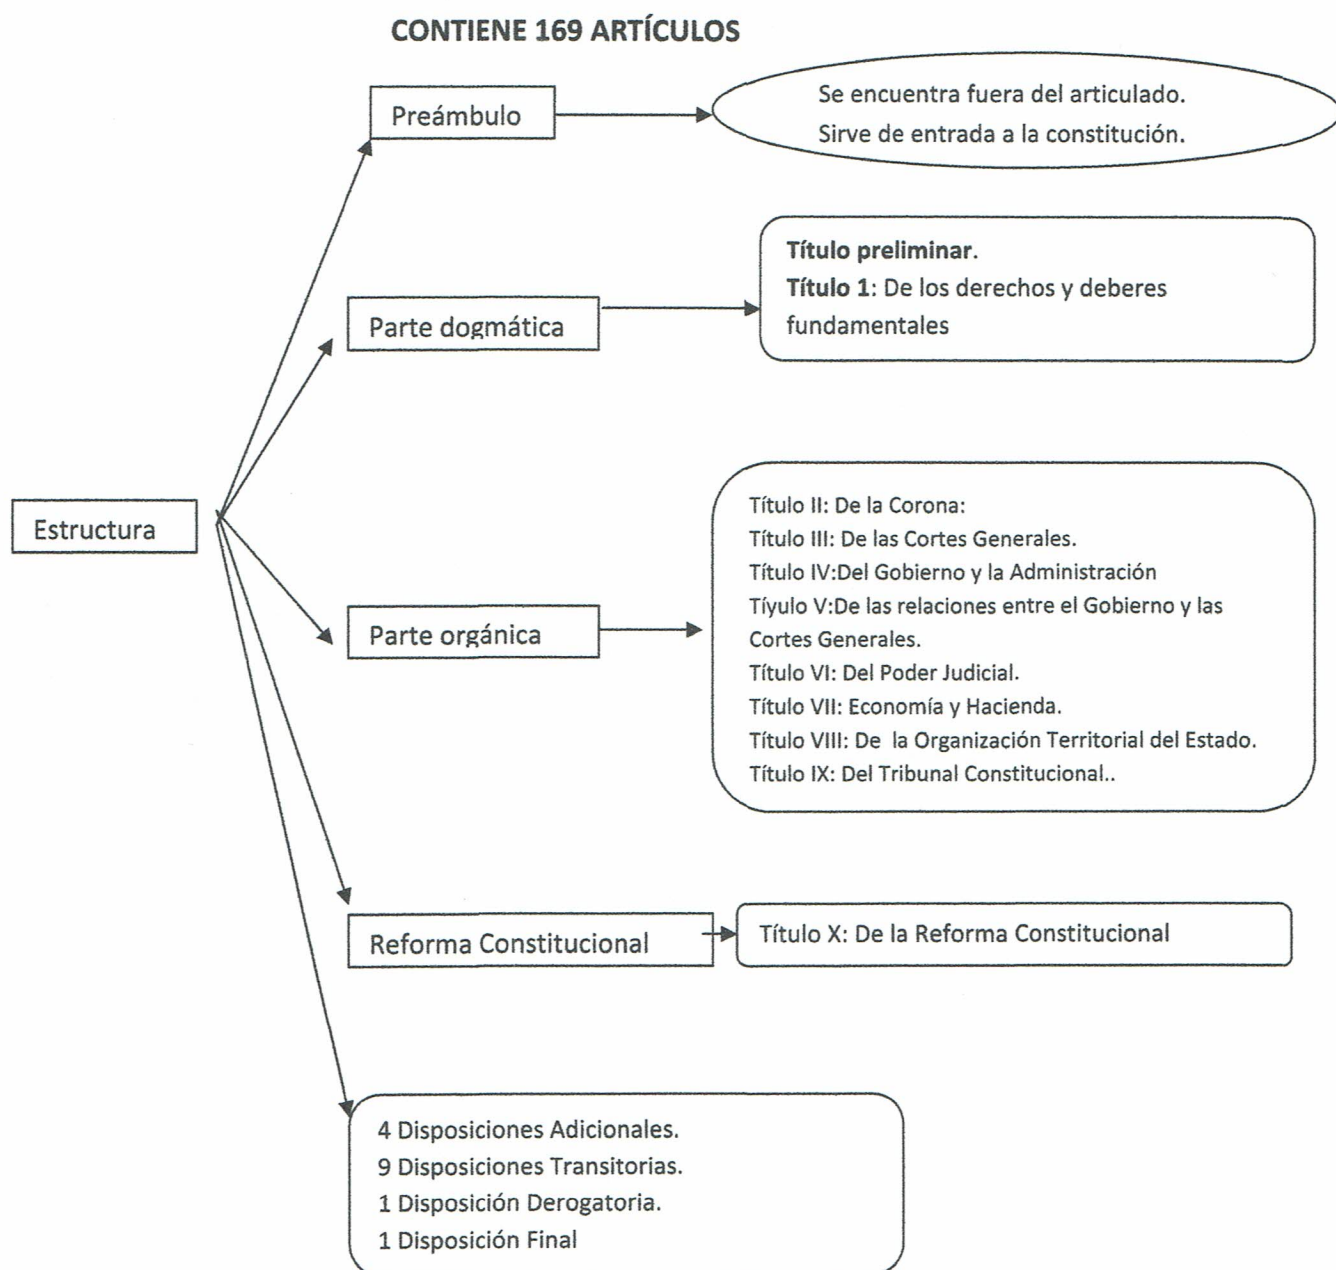 CONTIENE 169 ARTÍCULOS
Preámbulo
Se encuentra fuera del articulado.
Sirve de entrada a la constitución.
Parte dogmática
Título preliminar.
Título 1: De los derechos y deberes
fundamentales
Estructura
Parte orgánica
Título II: De la Corona:
Título III: De las Cortes Generales.
Título IV:Del Gobierno y la Administración
Tíyulo V:De las relaciones entre el Gobierno y las
Cortes Generales.
Título VI: Del Poder Judicial.
Título VII: Economía y Hacienda.
Título VIII: De la Organización Territorial del Estado.
Título IX: Del Tribunal Constitucional..
Reforma Constitucional
Título X: De la Reforma Constitucional
4 Disposiciones Adicionales.
9 Disposiciones Transitorias.
1 Disposición Derogatoria.
1 Disposición Final